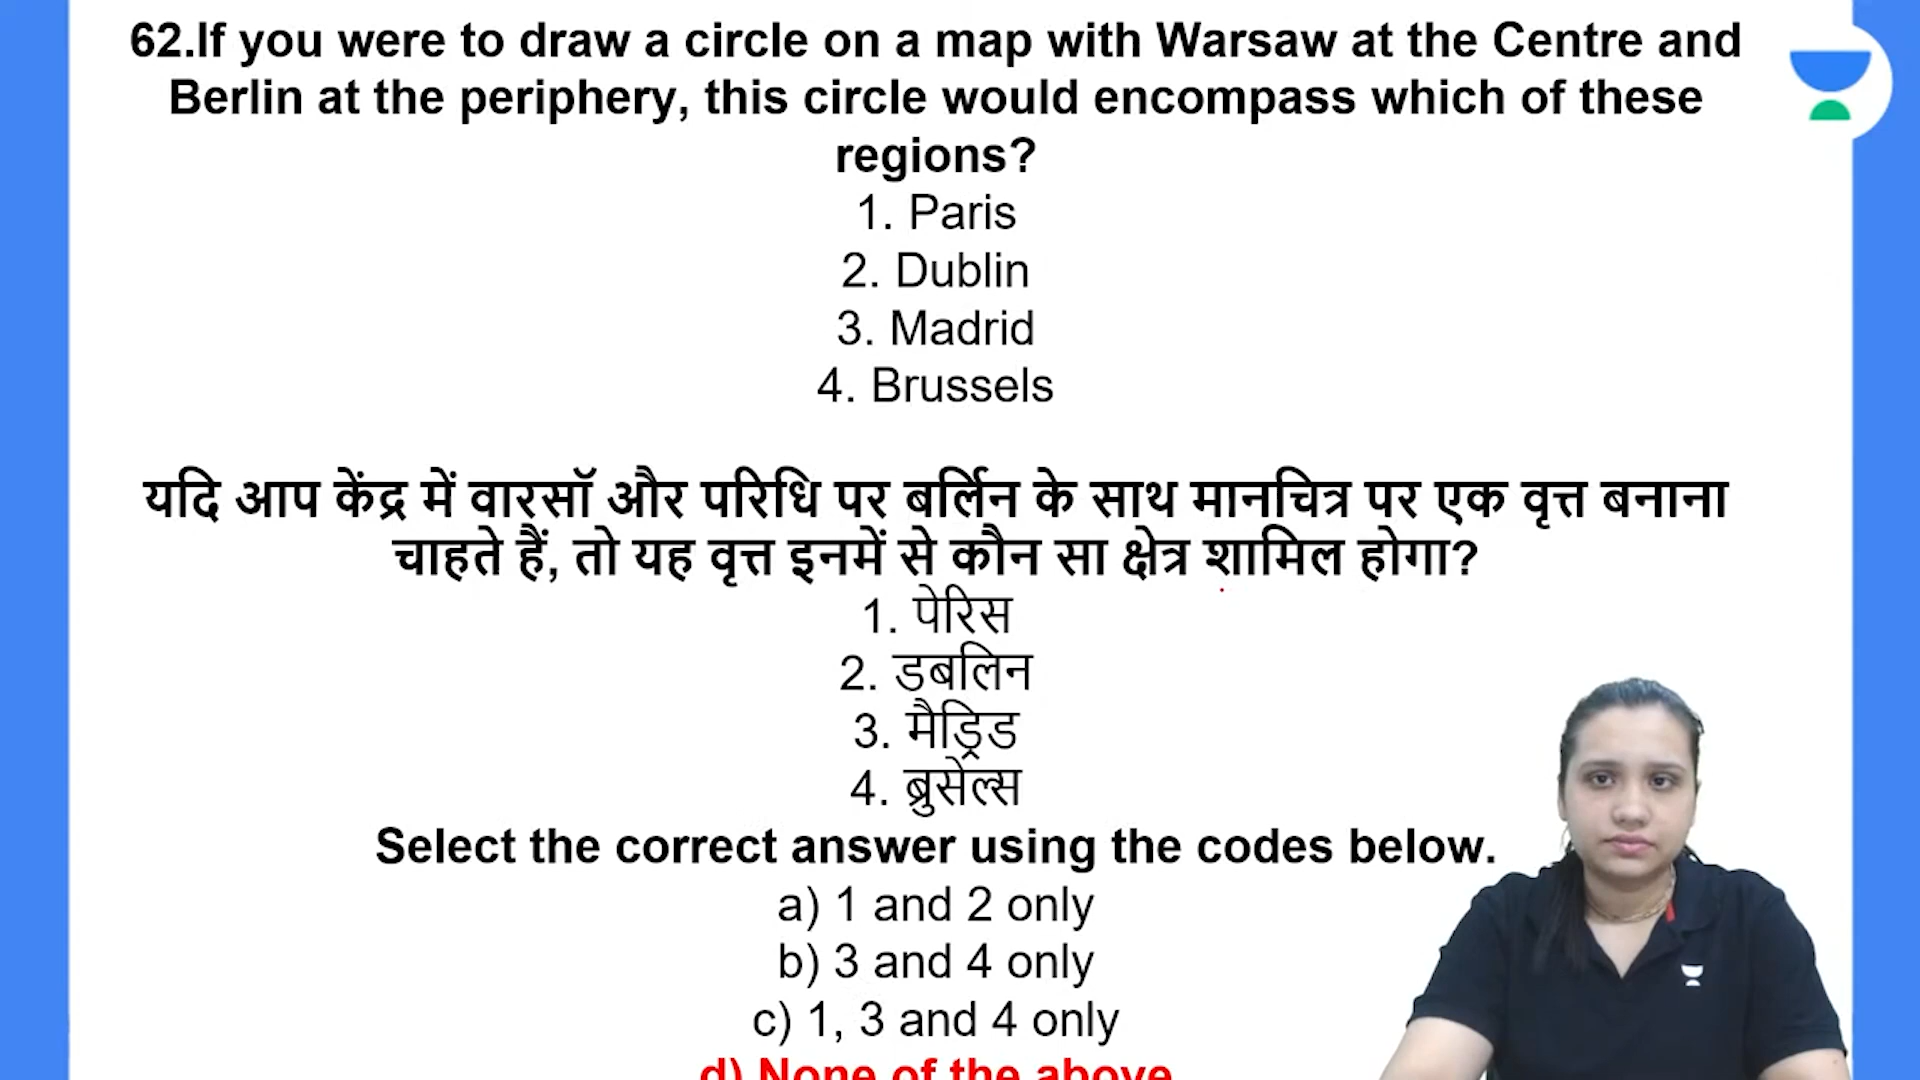 62.If you were to draw a circle on a map with Warsaw at the Centre and
Berlin at the periphery, this circle would encompass which of these
regions?
1. Paris
2. Dublin
3. Madrid
4. Brussels
यदि आप केंद्र में वारसॉ और परिधि पर बर्लिन के साथ मानचित्र पर एक वृत्त बनाना
चाहते हैं, तो यह वृत्त इनमें से कौन सा क्षेत्र शामिल होगा?
1. पेरिस
2. डबलिन
3. मैड्रिड
4. ब्रुसेल्स
Select the correct answer using the codes below.
a) 1 and 2 only
b) 3 and 4 only
c) 1, 3 and 4 only
d) None of the above